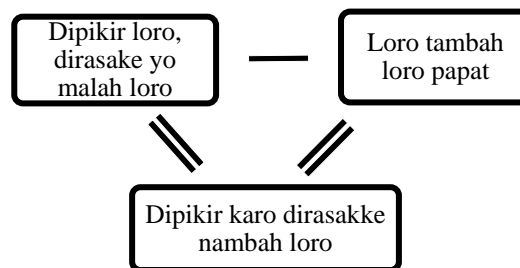 Dipikir loro,
dirasake yo
malah loro
Loro tambah
loro papat
Dipikir karo dirasakke
nambah loro